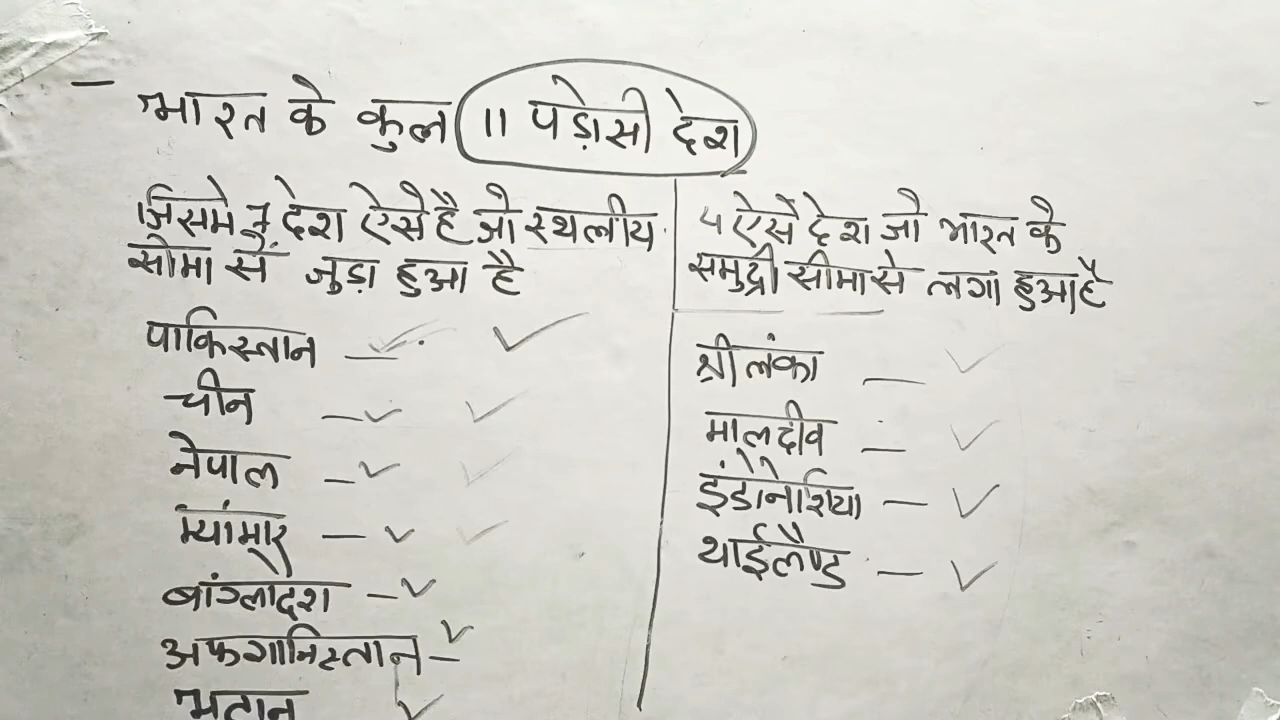 भारत के कुल 11 पड़ोसी देश
जिसमे 7 देश ऐसे है जो स्थलीय
सीमा सें जुड़ा हुआ है
पाकिस्तान
चीन
नेपाल
म्यांमार
बांग्लादेश
अफगानिस्तान
भूटान
4 ऐसें देश जो भारत के
समुद्री सीमा से लगा हुआ है
श्रीलंका
मालदीव
इंडोनेशिया
थाईलैण्ड